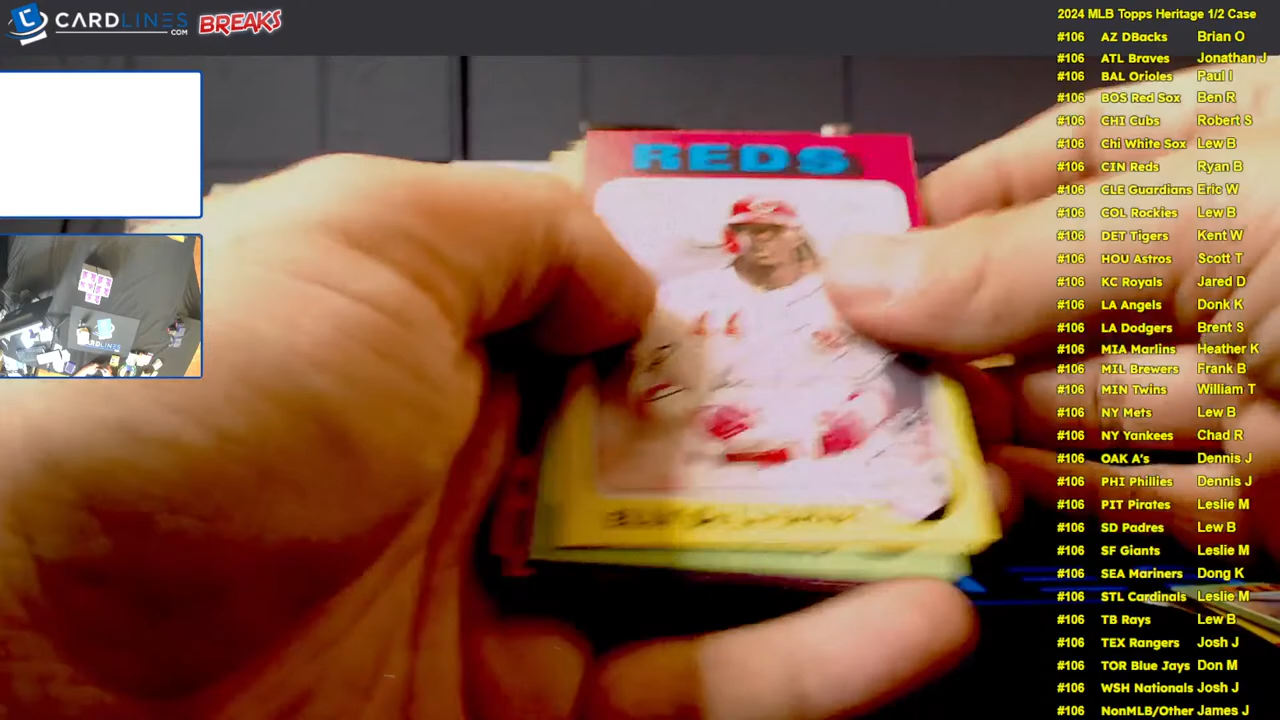 CARDLINES
.COM
BREAKS
2024 MLB Topps Heritage 1/2 Case
#106 AZ DBacks Brian O
#106 ATL Braves Jonathan J
#106 BAL Orioles Paul I
#106 BOS Red Sox Ben R
#106 CHI Cubs Robert S
#106 Chi White Sox Lew B
#106 CIN Reds Ryan B
#106 CLE Guardians Eric W
#106 COL Rockies Lew B
#106 DET Tigers Kent W
#106 HOU Astros Scott T
#106 KC Royals Jared D
#106 LA Angels Donk K
#106 LA Dodgers Brent S
#106 MIA Marlins Heather K
#106 MIL Brewers Frank B
#106 MIN Twins William T
#106 NY Mets Lew B
#106 NY Yankees Chad R
#106 OAK A's Dennis J
#106 PHI Phillies Dennis J
#106 PIT Pirates Leslie M
#106 SD Padres Lew B
#106 SF Giants Leslie M
#106 SEA Mariners Dong K
#106 STL Cardinals Leslie M
#106 TB Rays Lew B
#106 TEX Rangers Josh J
#106 TOR Blue Jays Don M
#106 WSH Nationals Josh J
#106 NonMLB/Other James J
REDS